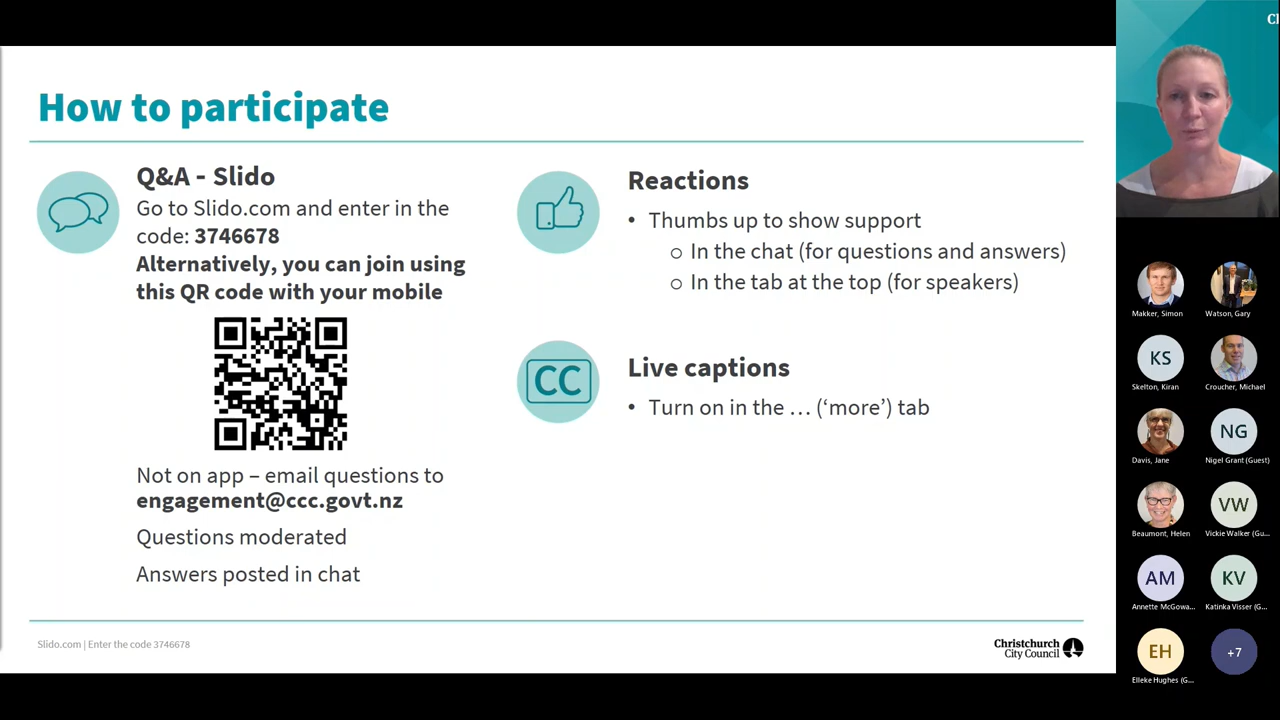 How to participate
Q&A - Slido
Go to Slido.com and enter in the
code: 3746678
Alternatively, you can join using
this QR code with your mobile
Not on app – email questions to
engagement@ccc.govt.nz
Questions moderated
Answers posted in chat
Reactions
• Thumbs up to show support
o In the chat (for questions and answers)
o In the tab at the top (for speakers)
CC
Live captions
• Turn on in the … (‘more’) tab
Slido.com | Enter the code 3746678
Christchurch
City Council
Ch
Makker, Simon
Watson, Gary
KS
Skelton, Kiran
Croucher, Michael
Davis, Jane
NG
Nigel Grant (Guest)
Beaumont, Helen
VW
Vickie Walker (Gu...
AM
Annette McGowa...
KV
Katinka Visser (G...
EH
Elleke Hughes (G...
+7